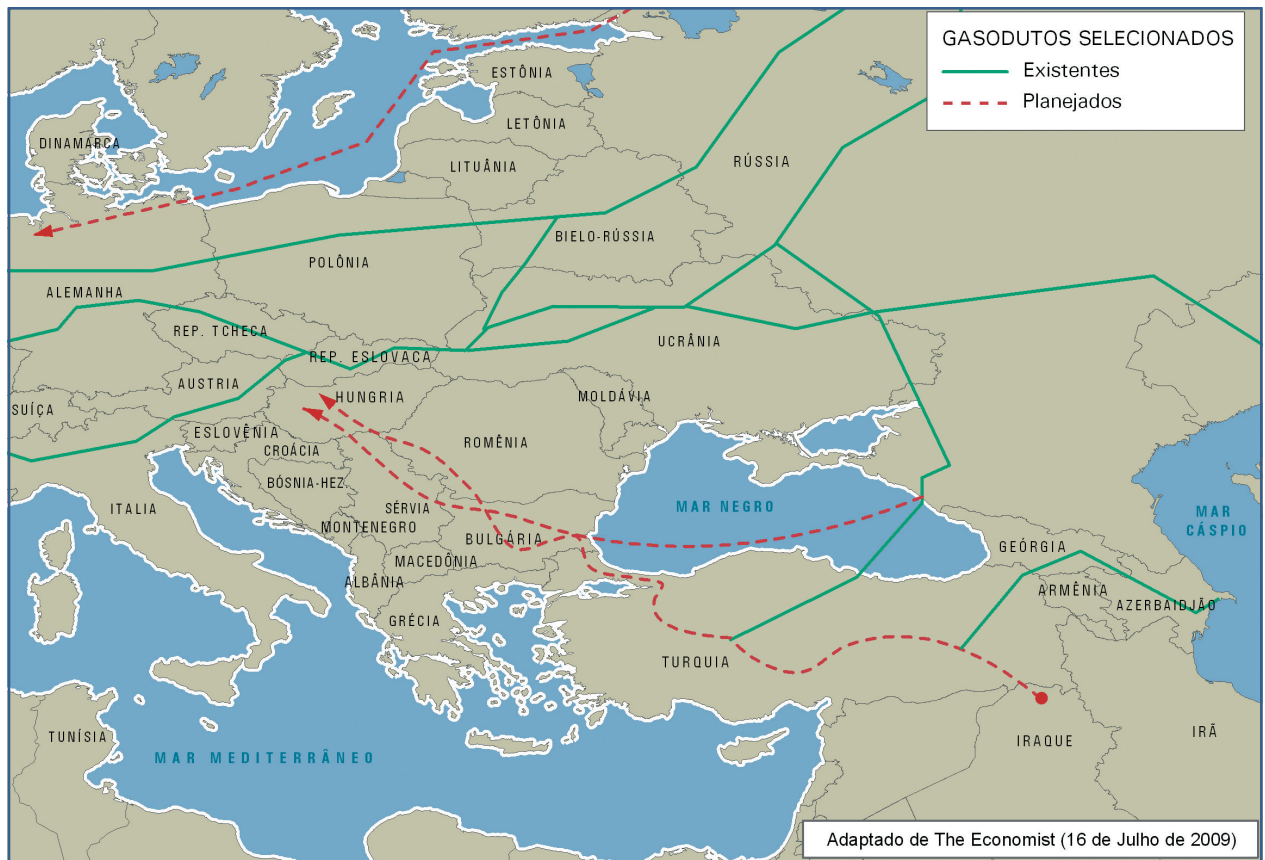 GASODUTOS SELECIONADOS
Existentes
Planejados
ESTÔNIA
LETÔNIA
DINAMARCA
LITUÂNIA
RÚSSIA
BIELO-RÚSSIA
POLÔNIA
ALEMANHA
REP. TCHECA
UCRÂNIA
REP. ESLOVACA
AUSTRIA
HUNGRIA
MOLDÁVIA
SUÍÇA
ESLOVÊNIA
ROMÊNIA
CROÁCIA
BÓSNIA-HEZ.
ITALIA
SÉRVIA
MAR NEGRO
MAR
CÁSPIO
MONTENEGRO
BULGÁRIA
GEÓRGIA
MACEDÔNIA
ALBÂNIA
ARMÊNIA
AZERBAIDJÃO
GRÉCIA
TURQUIA
TUNÍSIA
IRÃ
IRAQUE
MAR MEDITERRÂNEO
Adaptado de The Economist (16 de Julho de 2009)